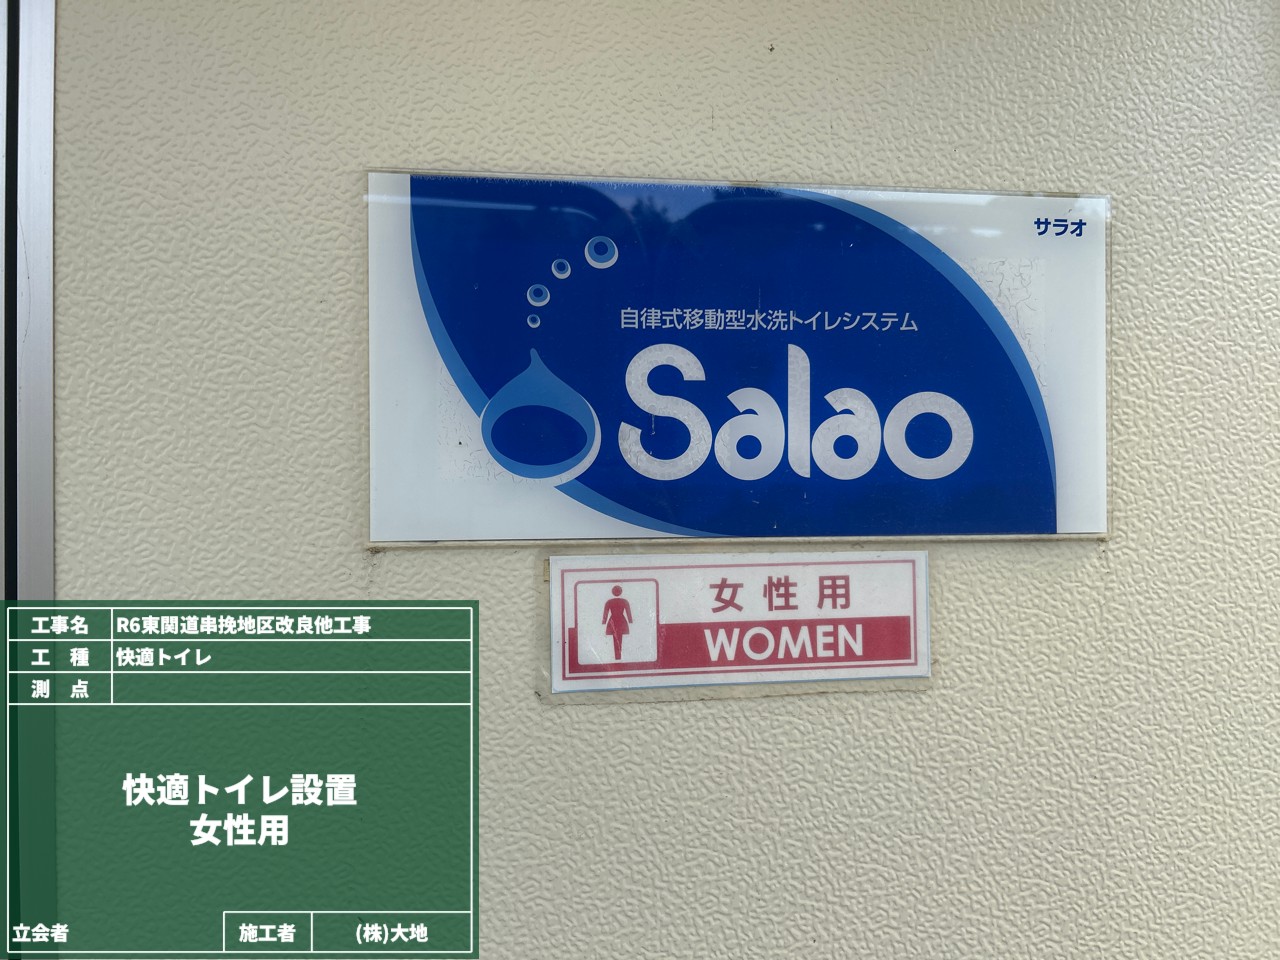 サラオ
自律式移動型水洗トイレシステム
Salao
女性用
WOMEN
工事名 R6東関道串挽地区改良他工事
工 種 快適トイレ
測 点
快適トイレ設置
女性用
立会者 施工者 (株)大地